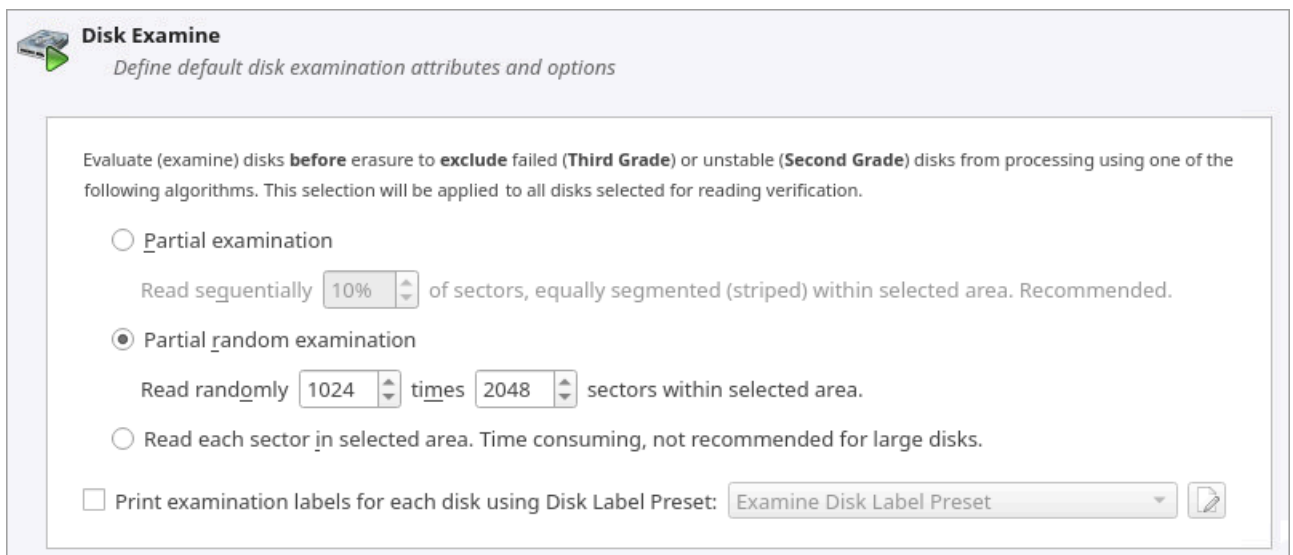 Disk Examine
Define default disk examination attributes and options
Evaluate (examine) disks before erasure to exclude failed (Third Grade) or unstable (Second Grade) disks from processing using one of the
following algorithms. This selection will be applied to all disks selected for reading verification.
Partial examination
Read sequentially 10% of sectors, equally segmented (striped) within selected area. Recommended.
Partial random examination
Read randomly 1024 times 2048 sectors within selected area.
Read each sector in selected area. Time consuming, not recommended for large disks.
Print examination labels for each disk using Disk Label Preset: Examine Disk Label Preset